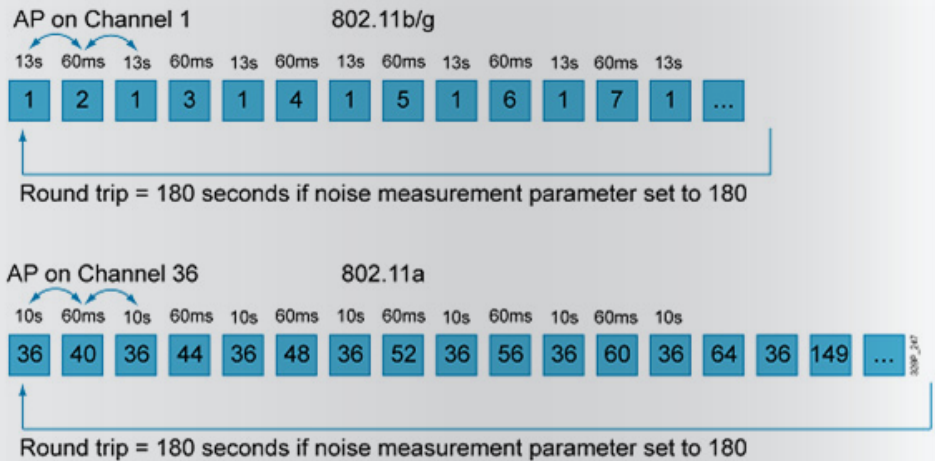 AP on Channel 1 802.11b/g
13s 60ms 13s 60ms 13s 60ms 13s 60ms 13s 60ms 13s 60ms 13s
1 2 1 3 1 4 1 5 1 6 1 7 1 ...
Round trip = 180 seconds if noise measurement parameter set to 180
AP on Channel 36 802.11a
10s 60ms 10s 60ms 10s 60ms 10s 60ms 10s 60ms 10s 60ms 10s
36 40 36 44 36 48 36 52 36 56 36 60 36 64 36 149 ...
Round trip = 180 seconds if noise measurement parameter set to 180